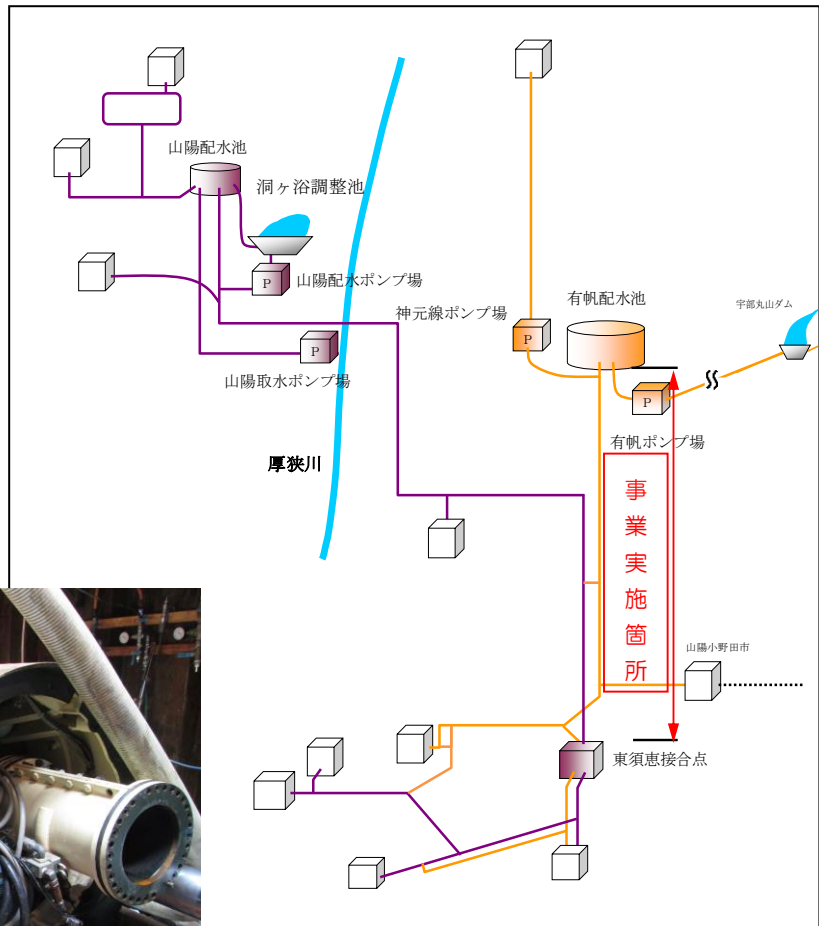 山陽配水池
洞ヶ浴調整池
P
山陽配水ポンプ場
P
山陽取水ポンプ場
厚狭川
神元線ポンプ場
P
有帆配水池
宇部丸山ダム
P
有帆ポンプ場
事業実施箇所
山陽小野田市
東須恵接合点